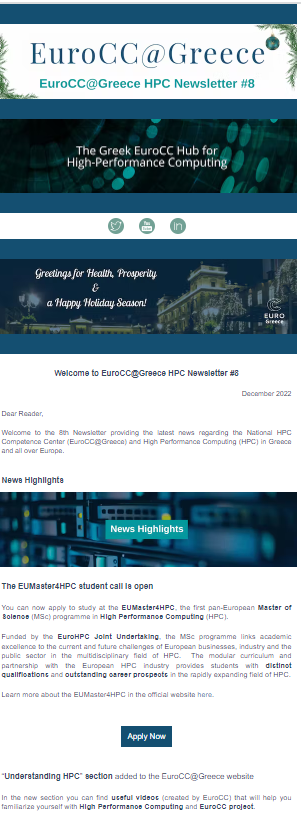 EuroCC@Greece
EuroCC@Greece HPC Newsletter #8
The Greek EuroCC Hub for
High-Performance Computing
You
Tube
in
Greetings for Health, Prosperity
&
a Happy Holiday Season!
EURO
Greece
Welcome to EuroCC@Greece HPC Newsletter #8
December 2022
Dear Reader,
Welcome to the 8th Newsletter providing the latest news regarding the National HPC
Competence Center (EuroCC@Greece) and High Performance Computing (HPC) in Greece
and all over Europe.
News Highlights
News Highlights
The EUMaster4HPC student call is open
You can now apply to study at the EUMaster4HPC, the first pan-European Master of
Science (MSc) programme in High Performance Computing (HPC).
Funded by the EuroHPC Joint Undertaking, the MSc programme links academic
excellence to the current and future challenges of European businesses, industry and the
public sector in the multidisciplinary field of HPC. The modular curriculum and
partnership with the European HPC industry provides students with distinct
qualifications and outstanding career prospects in the rapidly expanding field of HPC.
Learn more about the EUMaster4HPC in the official website here.
Apply Now
"Understanding HPC" section added to the EuroCC@Greece website
In the new section you can find useful videos (created by EuroCC) that will help you
familiarize yourself with High Performance Computing and EuroCC project.